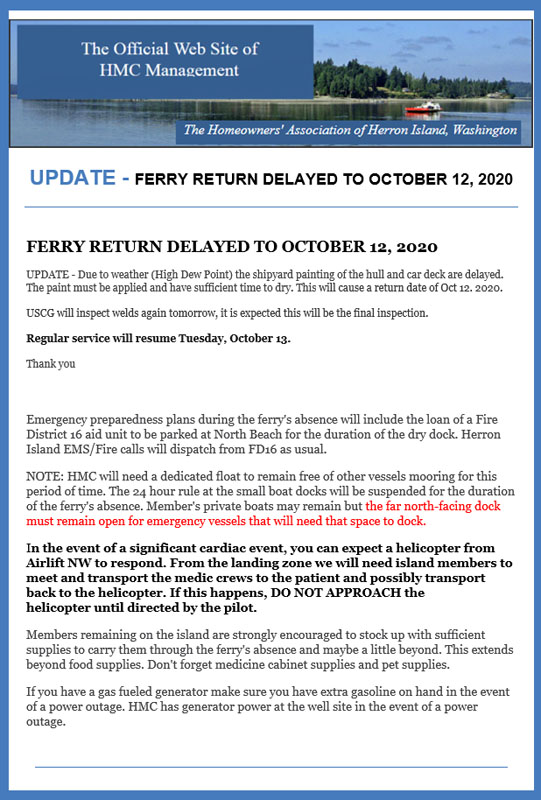 The Official Web Site of
HMC Management
The Homeowners' Association of Herron Island, Washington
UPDATE - FERRY RETURN DELAYED TO OCTOBER 12, 2020
FERRY RETURN DELAYED TO OCTOBER 12, 2020
UPDATE - Due to weather (High Dew Point) the shipyard painting of the hull and car deck are delayed.
The paint must be applied and have sufficient time to dry. This will cause a return date of Oct 12. 2020.
USCG will inspect welds again tomorrow, it is expected this will be the final inspection.
Regular service will resume Tuesday, October 13.
Thank you
Emergency preparedness plans during the ferry's absence will include the loan of a Fire
District 16 aid unit to be parked at North Beach for the duration of the dry dock. Herron
Island EMS/Fire calls will dispatch from FD16 as usual.
NOTE: HMC will need a dedicated float to remain free of other vessels mooring for this
period of time. The 24 hour rule at the small boat docks will be suspended for the duration
of the ferry's absence. Member's private boats may remain but the far north-facing dock
must remain open for emergency vessels that will need that space to dock.
In the event of a significant cardiac event, you can expect a helicopter from
Airlift NW to respond. From the landing zone we will need island members to
meet and transport the medic crews to the patient and possibly transport
back to the helicopter. If this happens, DO NOT APPROACH the
helicopter until directed by the pilot.
Members remaining on the island are strongly encouraged to stock up with sufficient
supplies to carry them through the ferry's absence and maybe a little beyond. This extends
beyond food supplies. Don't forget medicine cabinet supplies and pet supplies.
If you have a gas fueled generator make sure you have extra gasoline on hand in the event
of a power outage. HMC has generator power at the well site in the event of a power
outage.